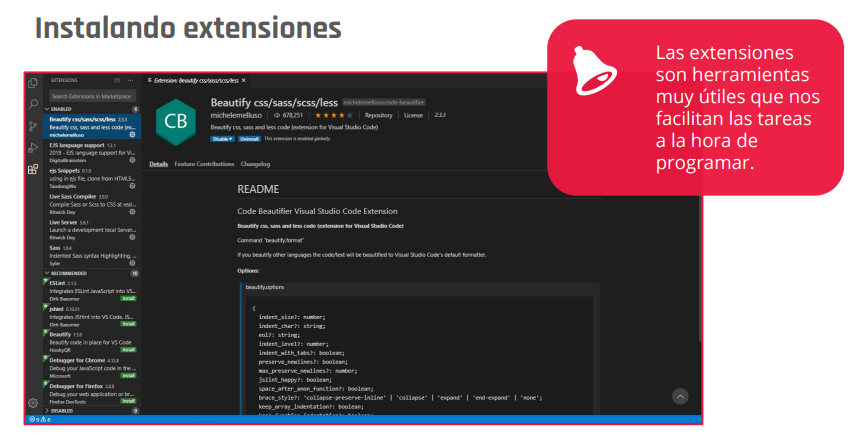 Instalando extensiones
Las extensiones
son herramientas
muy útiles que nos
facilitan las tareas
a la hora de
programar.
EXTENSIONS
Search Extensions in Marketplace
ENABLED
Beautify css/sass/scss/less 2.3.3
Beautify css, sass and less code (ex...
michelemelluso
EJS language support 1.3.1
2019 - EJS language support for Vi...
DigitalBrainstem
ejs Snippets 0.1.0
using in ejs file, clone from HTML5...
TaodongWu
Live Sass Compiler 3.0.0
Compile Sass or Scss to CSS at real...
Ritwick Dey
Live Server 5.6.1
Launch a development local Server...
Ritwick Dey
Sass 1.8.4
Indented Sass syntax Highlighting, ...
Syler
RECOMMENDED 10
ESLint 2.1.5
Integrates ESLint JavaScript into VS...
Dirk Baeumer Install
jshint 0.10.21
Integrates JSHint into VS Code. JS...
Dirk Baeumer Install
Beautify 1.5.0
Beautify code in place for VS Code
HookyQR Install
Debugger for Chrome 4.12.8
Debug your JavaScript code in the ...
Microsoft Install
Debugger for Firefox 2.8.0
Debug your web application or br...
Firefox DevTools Install
DISABLED 0
0 0
Extension: Beautify css/sass/scss/less ×
CB
Beautify css/sass/scss/less michelemelluso.code-beautifier
michelemelluso 678,251 Repository License 2.3.3
Beautify css, sass and less code (extension for Visual Studio Code)
Disable Uninstall This extension is enabled globally.
Details Feature Contributions Changelog
README
Code Beautifier Visual Studio Code Extension
Beautify css, sass and less code (extension for Visual Studio Code)
Command "beautify.format"
If you beautify other languages the code/text will be beautified to Visual Studio Code's default formatter.
Options:
beautify.options
{
indent_size?: number;
indent_char?: string;
eol?: string;
indent_level?: number;
indent_with_tabs?: boolean;
preserve_newlines?: boolean;
max_preserve_newlines?: number;
jslint_happy?: boolean;
space_after_anon_function?: boolean;
brace_style?: 'collapse-preserve-inline' | 'collapse' | 'expand' | 'end-expand' | 'none';
keep_array_indentation?: boolean;